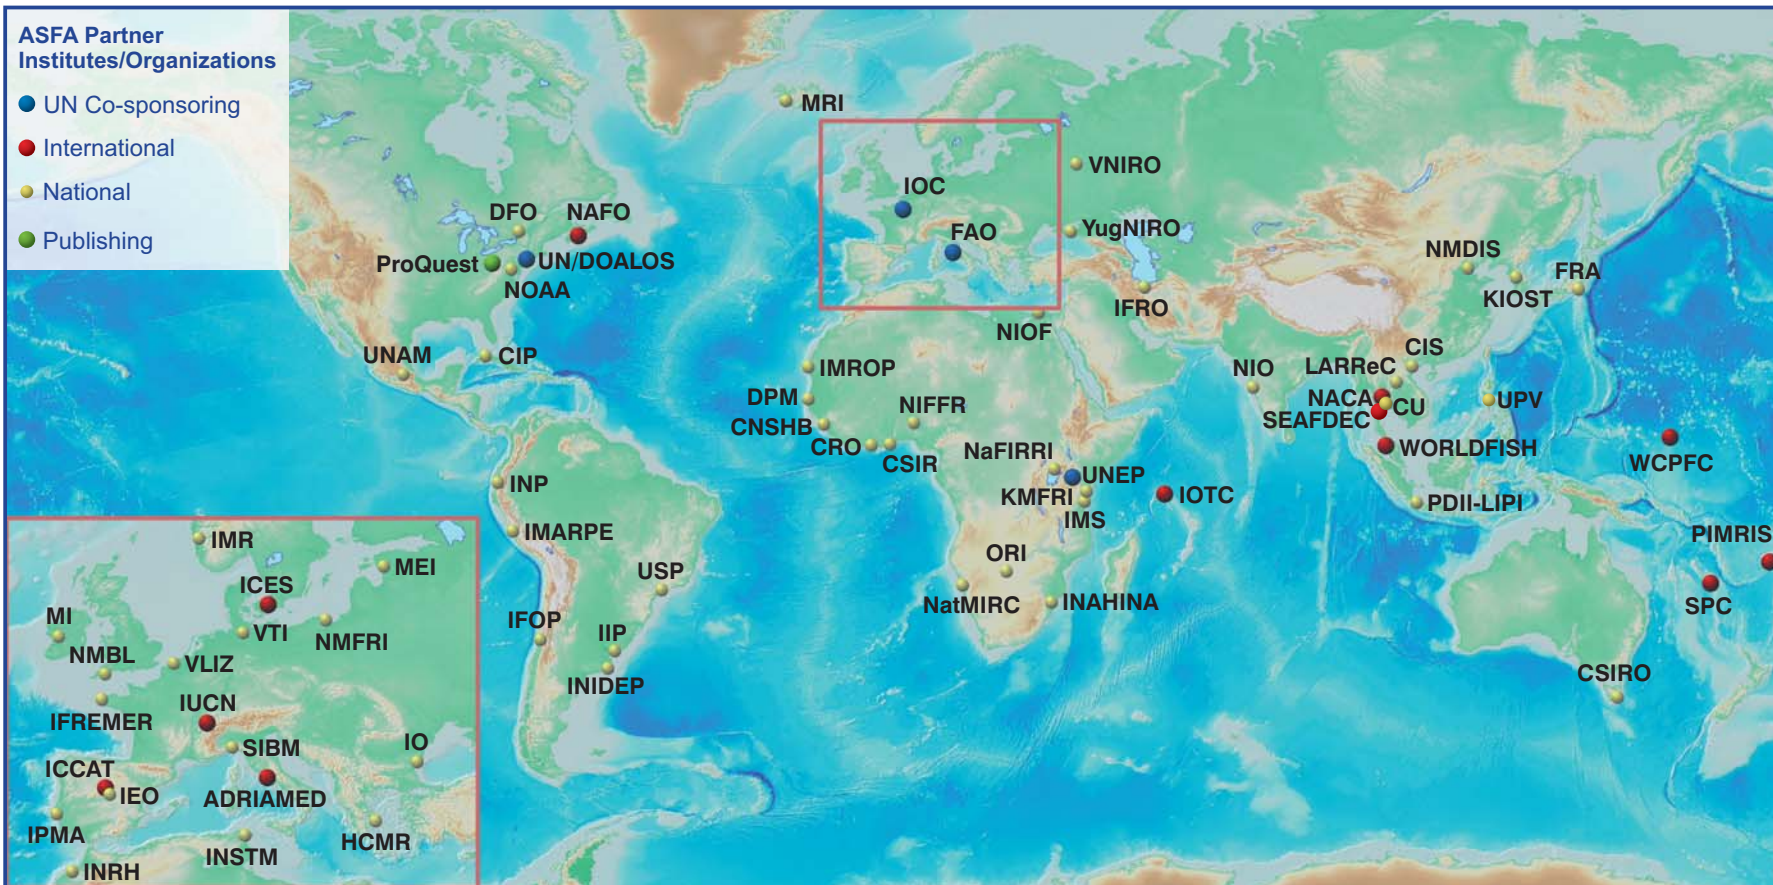 ASFA Partner
Institutes/Organizations
UN Co-sponsoring
International
National
Publishing
MRI
VNIRO
IOC
DFO
NAFO
FAO
YugNIRO
ProQuest
UN/DOALOS
NOAA
NMDIS
FRA
KIOST
IFRO
NIOF
UNAM
CIP
IMROP
NIO
CIS
LARReC
DPM
NIFFR
NACA
CU
UPV
CNSHB
SEAFDEC
CRO
CSIR
NaFIRRI
WORLDFISH
WCPFC
UNEP
INP
KMFRI
IOTC
PDII-LIPI
IMS
IMARPE
PIMRIS
ORI
USP
NatMIRC
INAHINA
SPC
IFOP
IIP
INIDEP
CSIRO
IMR
MEI
ICES
MI
VTI
NMFRI
NMBL
VLIZ
IUCN
IFREMER
SIBM
IO
ICCAT
IEO
ADRIAMED
IPMA
HCMR
INSTM
INRH